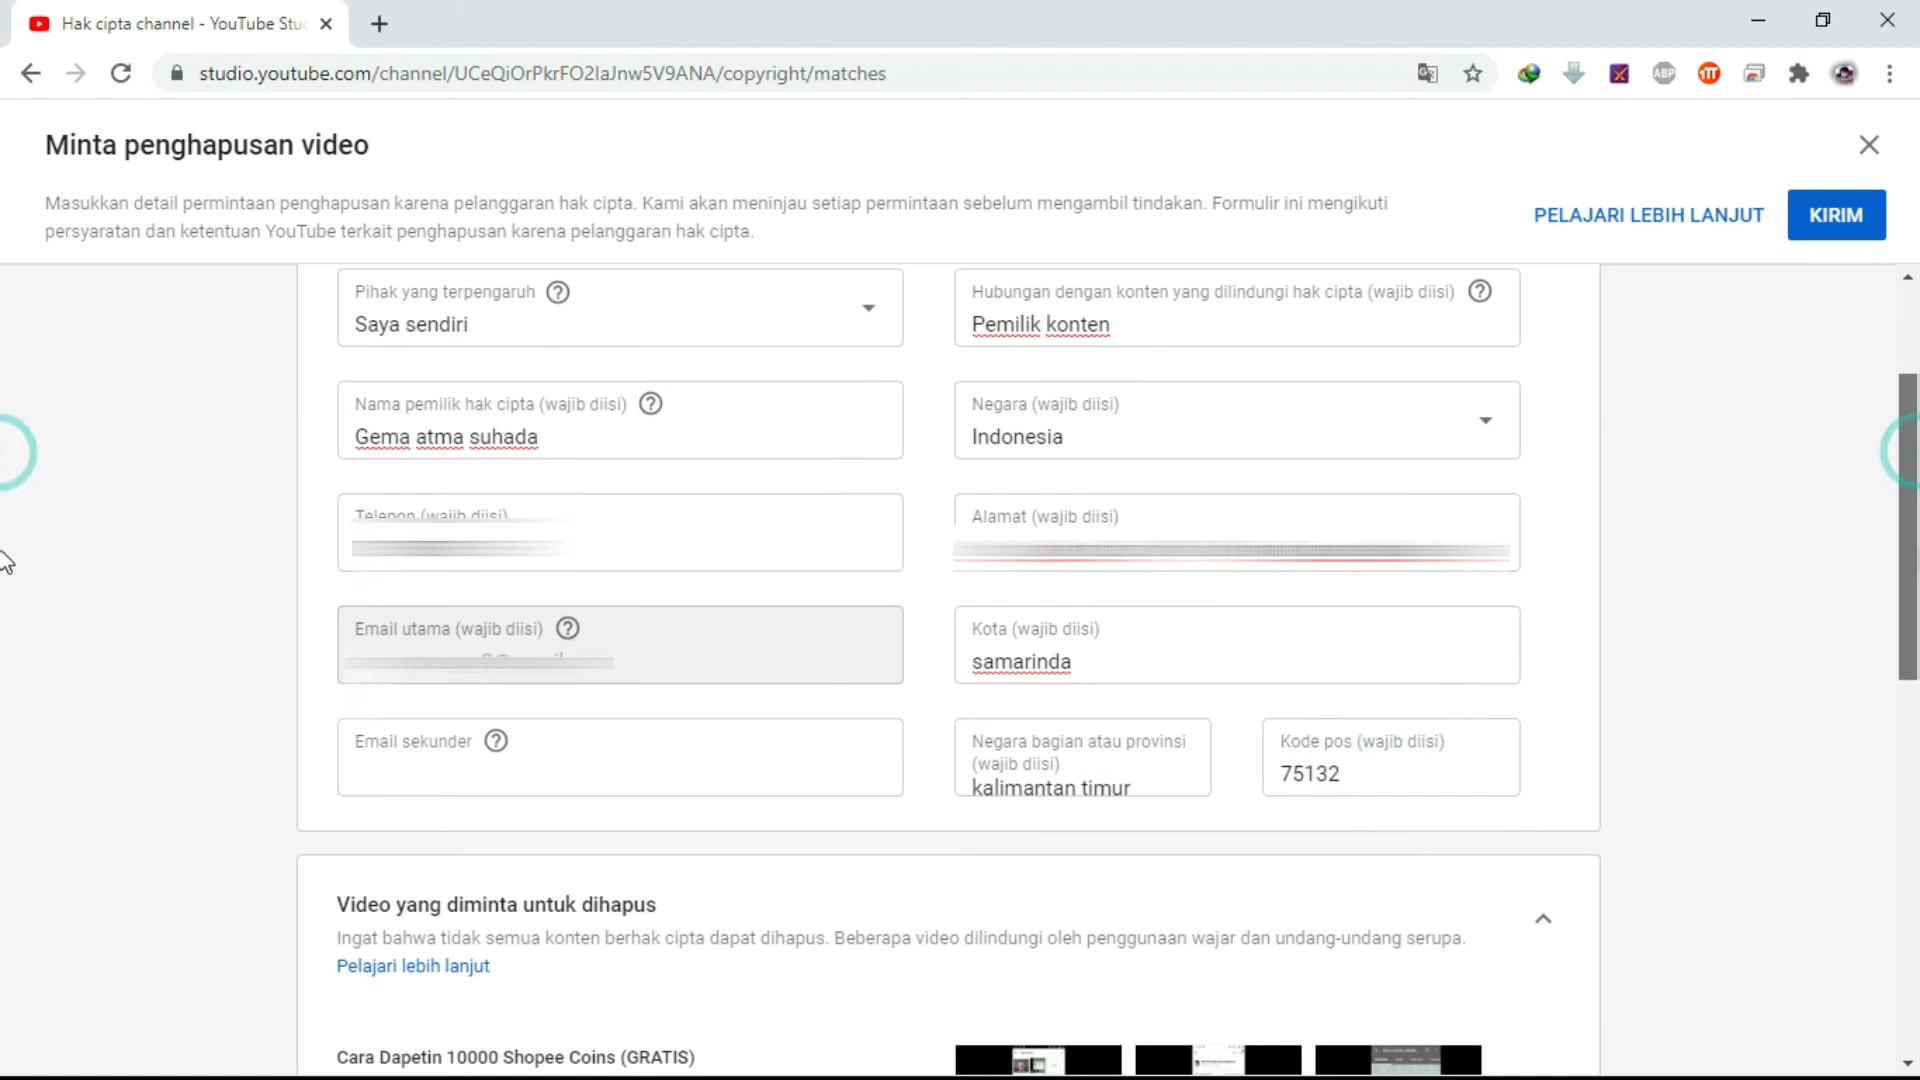 Hak cipta channel - YouTube Stu
studio.youtube.com/channel/UCeQiOrPkrFO2IaJnw5V9ANA/copyright/matches
ABP
Minta penghapusan video
Masukkan detail permintaan penghapusan karena pelanggaran hak cipta. Kami akan meninjau setiap permintaan sebelum mengambil tindakan. Formulir ini mengikuti
persyaratan dan ketentuan YouTube terkait penghapusan karena pelanggaran hak cipta.
PELAJARI LEBIH LANJUT
KIRIM
Pihak yang terpengaruh
Saya sendiri
Hubungan dengan konten yang dilindungi hak cipta (wajib diisi)
Pemilik konten
Nama pemilik hak cipta (wajib diisi)
Gema atma suhada
Negara (wajib diisi)
Indonesia
Telepon (wajib diisi)
Alamat (wajib diisi)
Email utama (wajib diisi)
Kota (wajib diisi)
samarinda
Email sekunder
Negara bagian atau provinsi
(wajib diisi)
kalimantan timur
Kode pos (wajib diisi)
75132
Video yang diminta untuk dihapus
Ingat bahwa tidak semua konten berhak cipta dapat dihapus. Beberapa video dilindungi oleh penggunaan wajar dan undang-undang serupa.
Pelajari lebih lanjut
Cara Dapetin 10000 Shopee Coins (GRATIS)